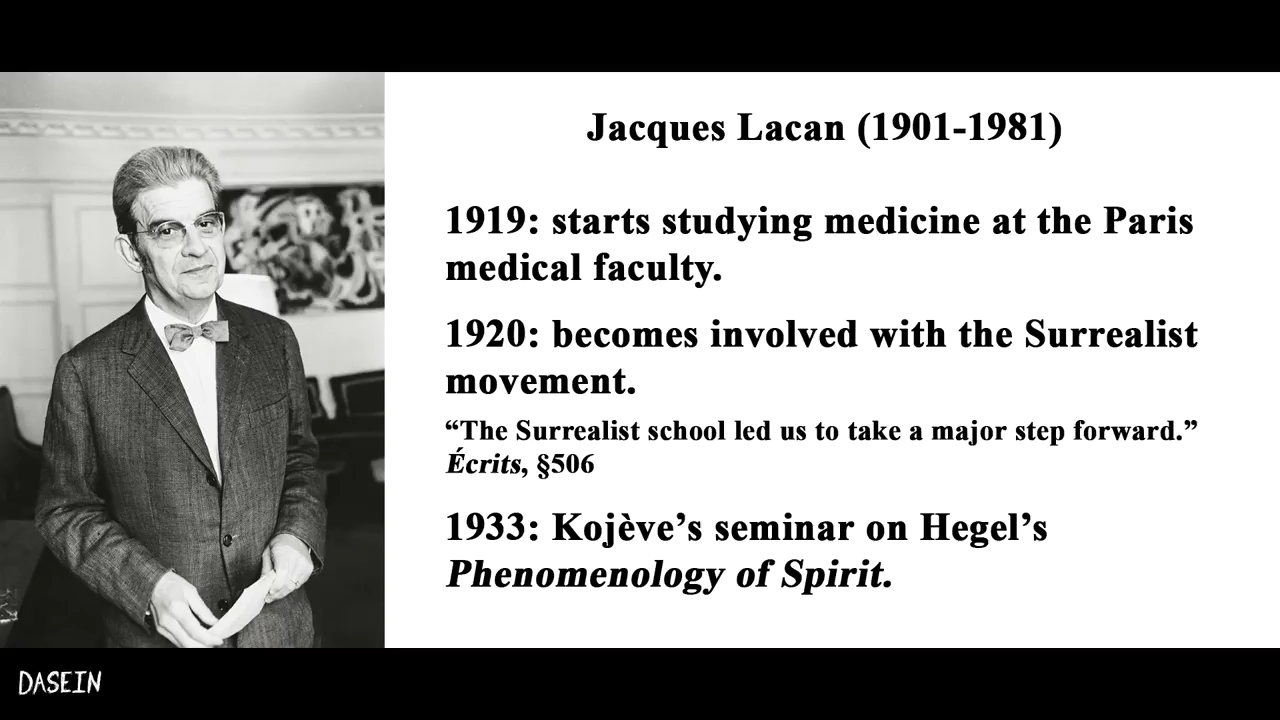 Jacques Lacan (1901-1981)
1919: starts studying medicine at the Paris
medical faculty.
1920: becomes involved with the Surrealist
movement.
“The Surrealist school led us to take a major step forward.”
Écrits, §506
1933: Kojève’s seminar on Hegel’s
Phenomenology of Spirit.
DASEIN